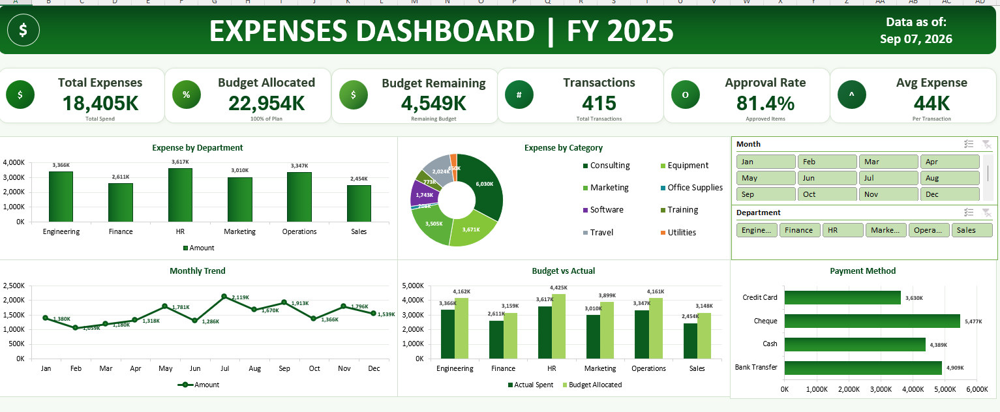 A B C D E F G H I J K L M N O P Q R S T U V W X Y Z AA AB AC AD
$
EXPENSES DASHBOARD | FY 2025
Data as of:
Sep 07, 2026
$
Total Expenses
18,405K
Total Spend
%
Budget Allocated
22,954K
100% of Plan
$
Budget Remaining
4,549K
Remaining Budget
#
Transactions
415
Total Transactions
O
Approval Rate
81.4%
Approved Items
^
Avg Expense
44K
Per Transaction
Expense by Department
4,000K
3,000K
2,000K
1,000K
0K
3,366K
2,611K
3,617K
3,010K
3,347K
2,454K
Engineering Finance HR Marketing Operations Sales
Amount
Expense by Category
6,030K
3,671K
3,505K
1,743K
773K
2,024K
Consulting Equipment
Marketing Office Supplies
Software Training
Travel Utilities
Month
Jan Feb Mar Apr
May Jun Jul Aug
Sep Oct Nov Dec
Department
Engine... Finance HR Marke... Opera... Sales
Monthly Trend
2,500K
2,000K
1,500K
1,000K
500K
0K
1,380K
1,059K
1,180K
1,318K
1,781K
1,286K
2,119K
1,670K
1,913K
1,366K
1,796K
1,539K
Jan Feb Mar Apr May Jun Jul Aug Sep Oct Nov Dec
Amount
Budget vs Actual
5,000K
4,000K
3,000K
2,000K
1,000K
0K
3,366K 4,162K
2,611K 3,159K
3,617K 4,425K
3,010K 3,899K
3,347K 4,161K
2,454K 3,148K
Engineering Finance HR Marketing Operations Sales
Actual Spent Budget Allocated
Payment Method
Credit Card 3,630K
Cheque 5,477K
Cash 4,389K
Bank Transfer 4,909K
0K 1,000K 2,000K 3,000K 4,000K 5,000K 6,000K